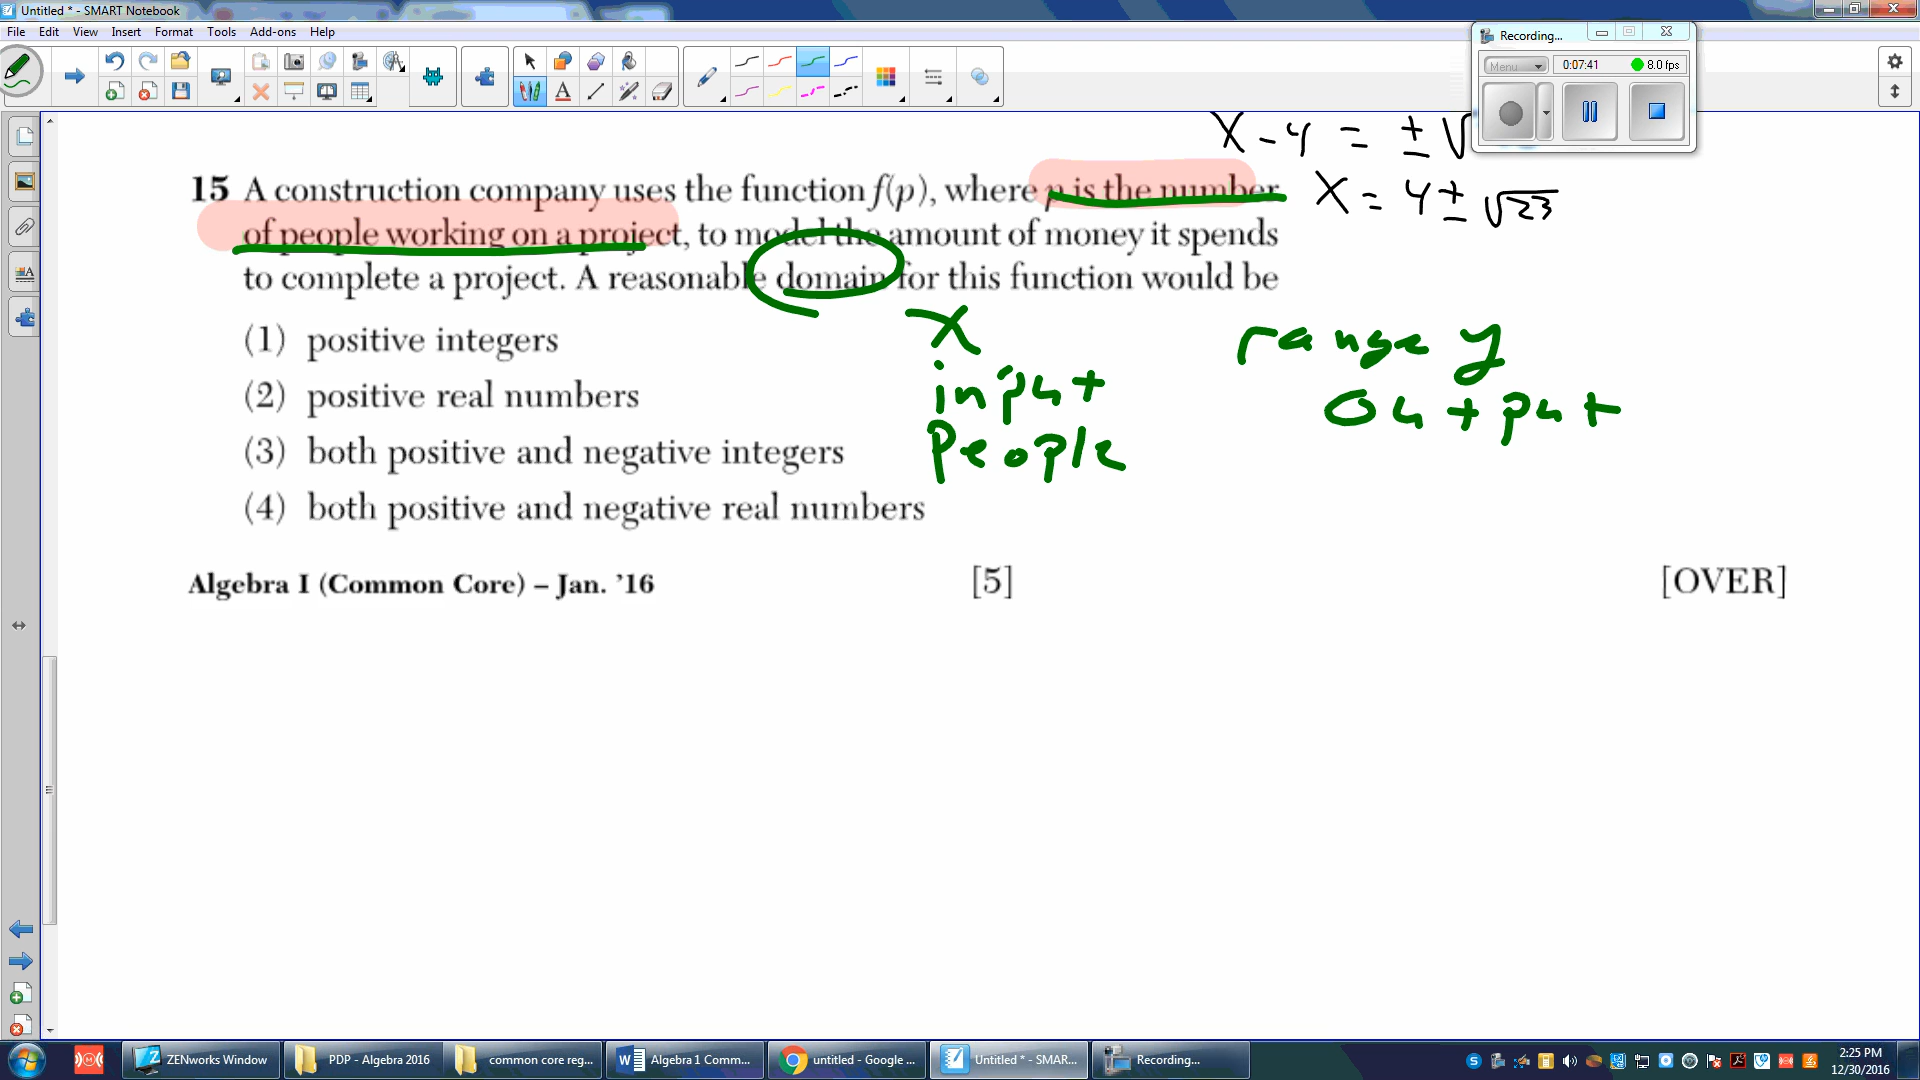 Untitled * - SMART Notebook
File Edit View Insert Format Tools Add-ons Help
Recording...
Menu 0:07:41 8.0 fps
X - 4 = ± √
X = 4 ± √23
15 A construction company uses the function f(p), where p is the number
of people working on a project, to model the amount of money it spends
to complete a project. A reasonable domain for this function would be
(1) positive integers
(2) positive real numbers
(3) both positive and negative integers
(4) both positive and negative real numbers
X
input
People
range y
output
Algebra I (Common Core) – Jan. ’16 [5] [OVER]
ZENworks Window PDP - Algebra 2016 common core reg... Algebra 1 Comm... untitled - Google ... Untitled * - SMAR... Recording...
2:25 PM
12/30/2016